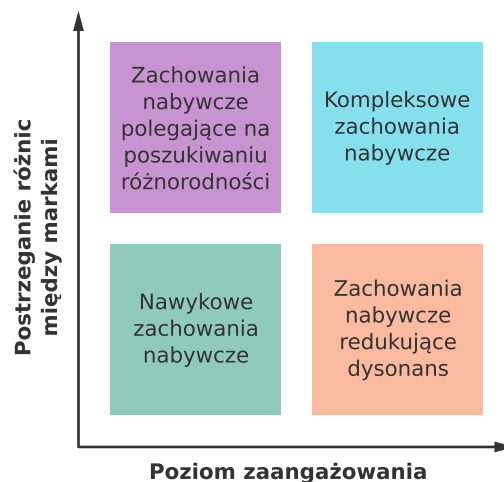 Postrzeganie różnic
między markami
Zachowania
nabywcze
polegające na
poszukiwaniu
różnorodności
Kompleksowe
zachowania
nabywcze
Nawykowe
zachowania
nabywcze
Zachowania
nabywcze
redukujące
dysonans
Poziom zaangażowania